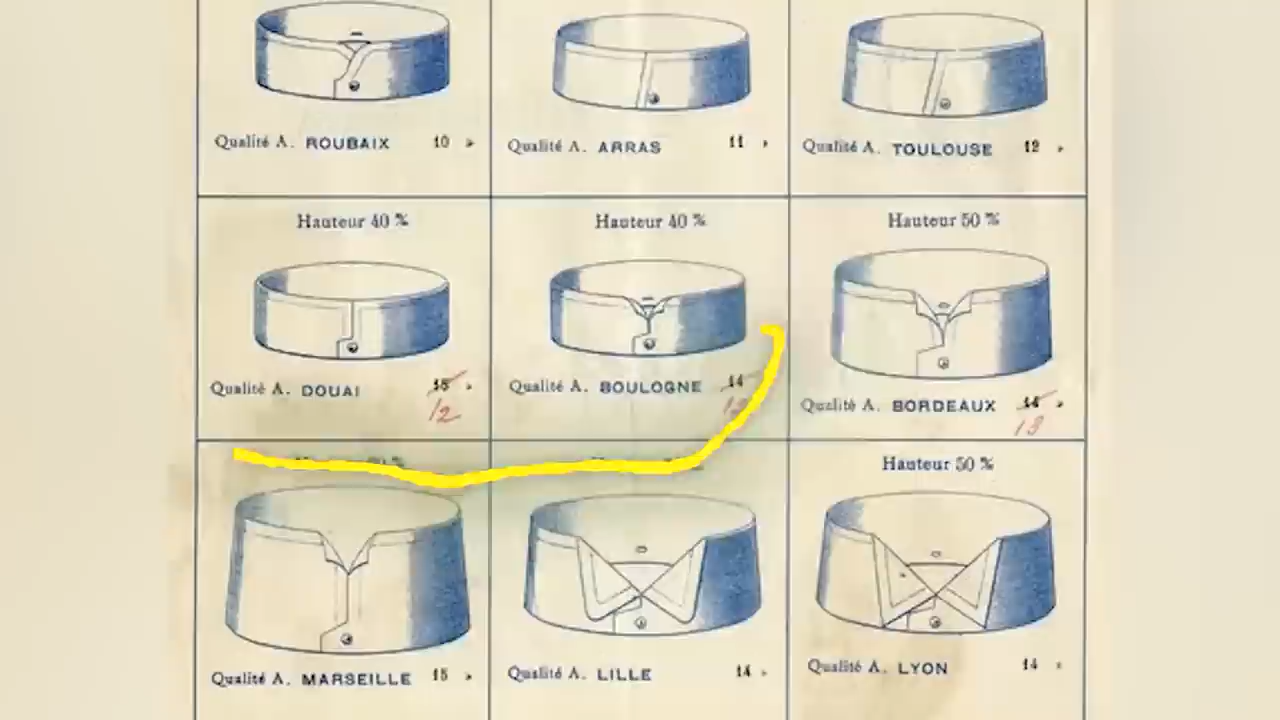 Qualité A. ROUBAIX 10 »
Qualité A. ARRAS 11 »
Qualité A. TOULOUSE 12 »
Hauteur 40 %
Hauteur 40 %
Hauteur 50 %
Qualité A. DOUAI »
12
Qualité A. BOULOGNE 14
Qualité A. BORDEAUX 14 »
13
Hauteur 50 %
Qualité A. MARSEILLE 15 »
Qualité A. LILLE 14 »
Qualité A. LYON 14 »